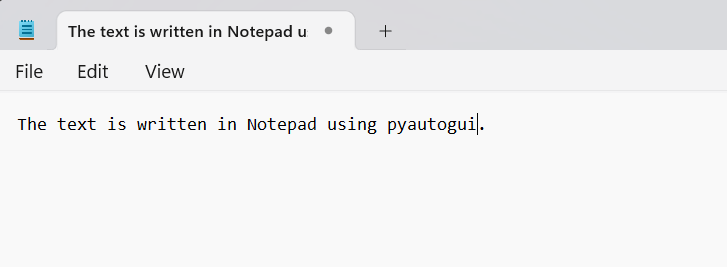 The text is written in Notepad u
File Edit View
The text is written in Notepad using pyautogui.